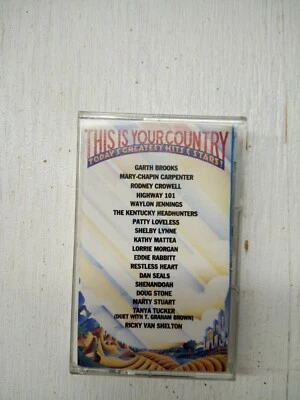 THIS IS YOUR COUNTRY
TODAY'S GREATEST HITS & STARS!
GARTH BROOKS
MARY-CHAPIN CARPENTER
RODNEY CROWELL
HIGHWAY 101
WAYLON JENNINGS
THE KENTUCKY HEADHUNTERS
PATTY LOVELESS
SHELBY LYNNE
KATHY MATTEA
LORRIE MORGAN
EDDIE RABBITT
RESTLESS HEART
DAN SEALS
SHENANDOAH
DOUG STONE
MARTY STUART
TANYA TUCKER
(DUET WITH T. GRAHAM BROWN)
RICKY VAN SHELTON